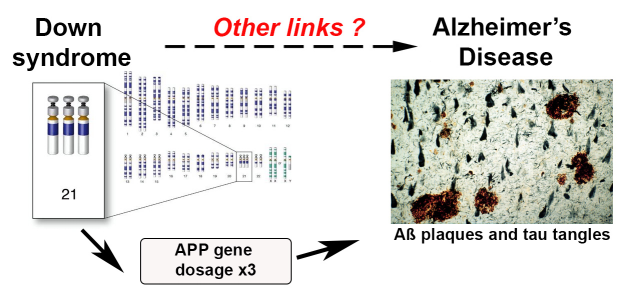 Down
syndrome
Other links ?
Alzheimer's
Disease
21
APP gene
dosage x3
Aß plaques and tau tangles